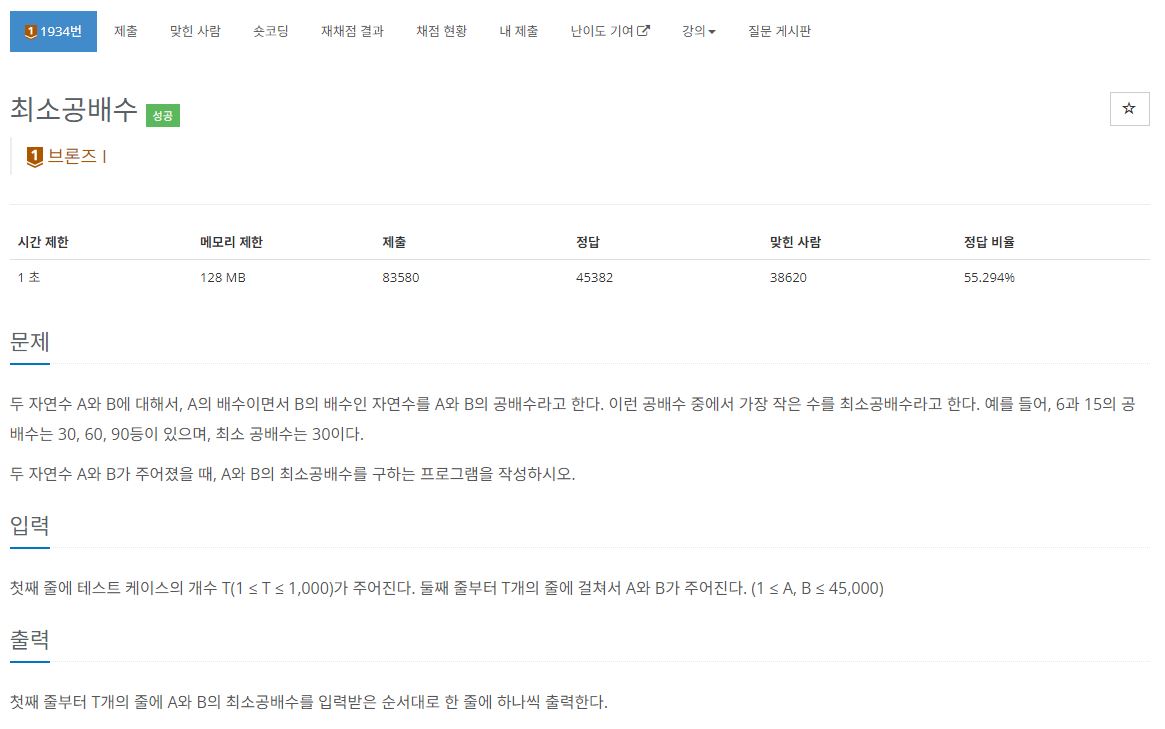 1 1934번 제출 맞힌 사람 숏코딩 재채점 결과 채점 현황 내 제출 난이도 기여 강의 질문 게시판
최소공배수 성공
1 브론즈 I
시간 제한 메모리 제한 제출 정답 맞힌 사람 정답 비율
1 초 128 MB 83580 45382 38620 55.294%
문제
두 자연수 A와 B에 대해서, A의 배수이면서 B의 배수인 자연수를 A와 B의 공배수라고 한다. 이런 공배수 중에서 가장 작은 수를 최소공배수라고 한다. 예를 들어, 6과 15의 공
배수는 30, 60, 90등이 있으며, 최소 공배수는 30이다.
두 자연수 A와 B가 주어졌을 때, A와 B의 최소공배수를 구하는 프로그램을 작성하시오.
입력
첫째 줄에 테스트 케이스의 개수 T(1 ≤ T ≤ 1,000)가 주어진다. 둘째 줄부터 T개의 줄에 걸쳐서 A와 B가 주어진다. (1 ≤ A, B ≤ 45,000)
출력
첫째 줄부터 T개의 줄에 A와 B의 최소공배수를 입력받은 순서대로 한 줄에 하나씩 출력한다.